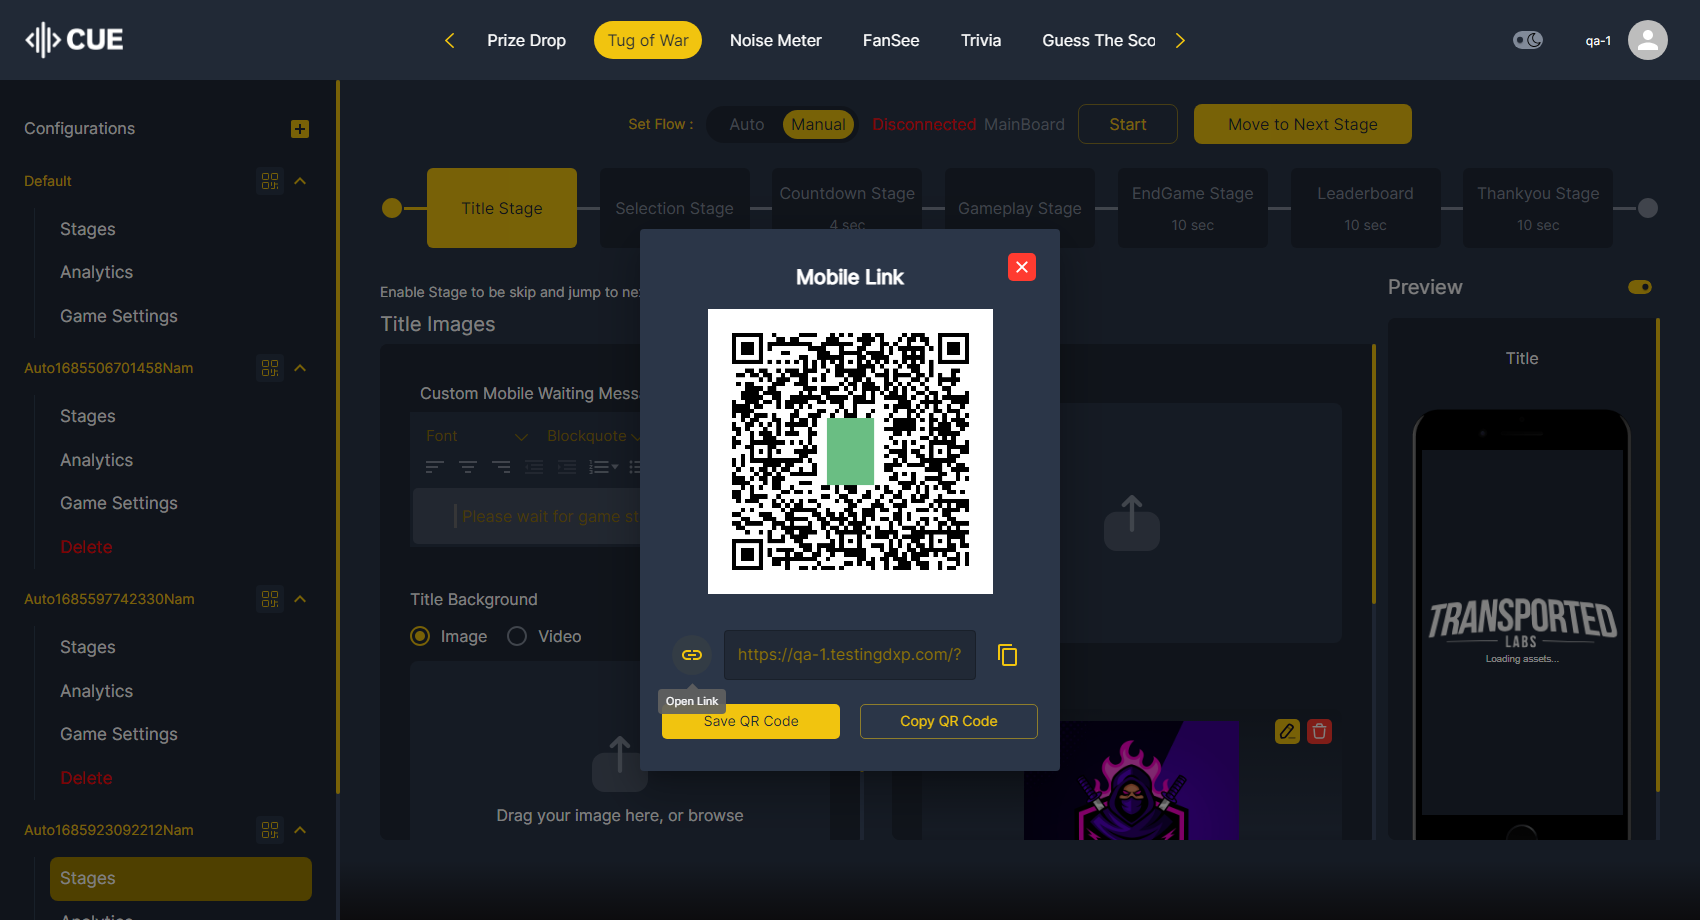 CUE
Prize Drop
Tug of War
Noise Meter
FanSee
Trivia
Guess The Sco
qa-1
Configurations
Default
Stages
Analytics
Game Settings
Auto1685506701458Nam
Stages
Analytics
Game Settings
Delete
Auto1685597742330Nam
Stages
Analytics
Game Settings
Delete
Auto1685923092212Nam
Stages
Analytics
Set Flow :
Auto
Manual
Disconnected MainBoard
Start
Move to Next Stage
Title Stage
Selection Stage
Countdown Stage
4 sec
Gameplay Stage
EndGame Stage
10 sec
Leaderboard
10 sec
Thankyou Stage
10 sec
Enable Stage to be skip and jump to ne
Title Images
Custom Mobile Waiting Mess
Font
Blockquote
Please wait for game st
Title Background
Image
Video
Drag your image here, or browse
Mobile Link
https://qa-1.testingdxp.com/?
Open Link
Save QR Code
Copy QR Code
Preview
Title
TRANSPORTED
LABS
Loading assets...